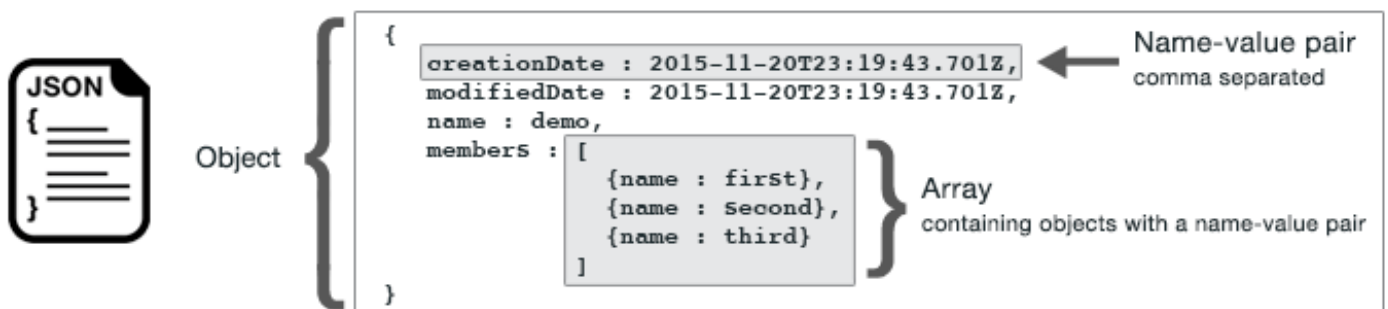 JSON
{
}
Object
{
creationDate : 2015-11-20T23:19:43.701Z,
modifiedDate : 2015-11-20T23:19:43.701Z,
name : demo,
members : [
{name : first},
{name : second},
{name : third}
]
}
Name-value pair
comma separated
Array
containing objects with a name-value pair